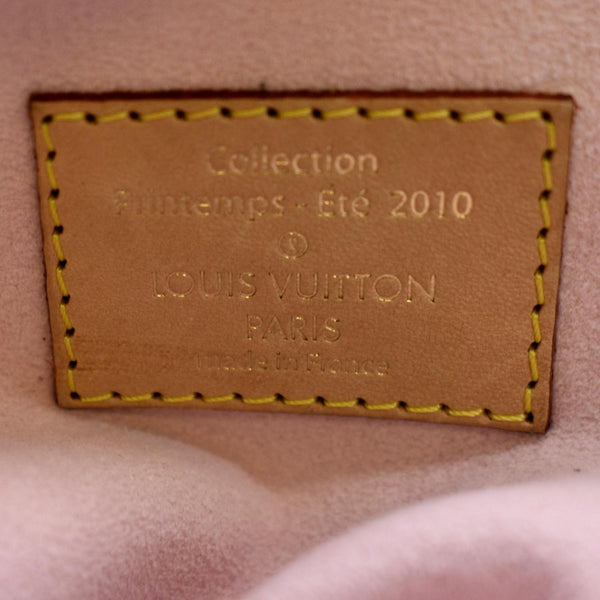 Collection
Printemps - Été 2010
LOUIS VUITTON
PARIS
made in France